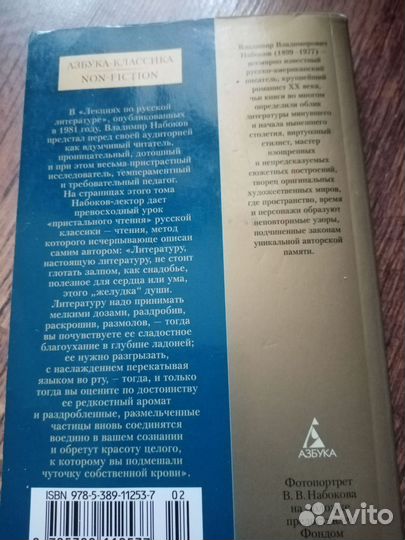 АЗБУКА-КЛАССИКА
NON-FICTION
В «Лекциях по русской
литературе», опубликованных
в 1981 году, Владимир Набоков
предстал перед своей аудиторией
как вдумчивый читатель,
проницательный, дотошный
и при этом весьма пристрастный
исследователь, темпераментный
и требовательный педагог.
На страницах этого тома
Набоков-лектор дает
превосходный урок
«пристального чтения» русской
классики — чтения, метод
которого исчерпывающе описан
самим автором: «Литературу,
настоящую литературу, не стоит
глотать залпом, как снадобье,
полезное для сердца или ума,
этого „желудка" души.
Литературу надо принимать
мелкими дозами, раздробив,
раскрошив, размолов, — тогда
вы почувствуете ее сладостное
благоухание в глубине ладоней;
ее нужно разгрызать,
с наслаждением перекатывая
языком во рту, — тогда, и только
тогда вы оцените по достоинству
ее редкостный аромат
и раздробленные, размельченные
частицы вновь соединятся
воедино в вашем сознании
и обретут красоту целого,
к которому вы подмешали
чуточку собственной крови».
ISBN 978-5-389-11253-7 02
Владимир Владимирович
Набоков (1899–1977) —
всемирно известный
русско-американский
писатель, крупнейший
романист XX века,
чьи книги во многом
определили облик
литературы минувшего
и начала нынешнего
столетия, виртуозный
стилист, мастер
изощренных
и непредсказуемых
сюжетных построений,
творец оригинальных
художественных миров,
где пространство, время
и персонажи образуют
неповторимые узоры,
подчиненные законам
уникальной авторской
памяти.
АЗБУКА
Фотопортрет
В. В. Набокова
на
Фондом
Avito